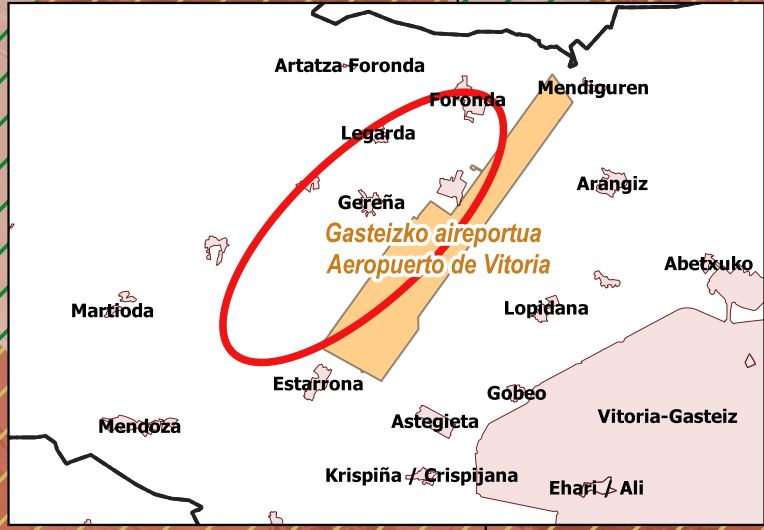 Artatza-Foronda
Mendiguren
Foronda
Legarda
Arangiz
Gereña
Gasteizko aireportua
Aeropuerto de Vitoria
Abetxuko
Martioda
Lopidana
Estarrona
Gobeo
Astegieta
Vitoria-Gasteiz
Mendoza
Krispiña / Crispijana
Ehari / Ali